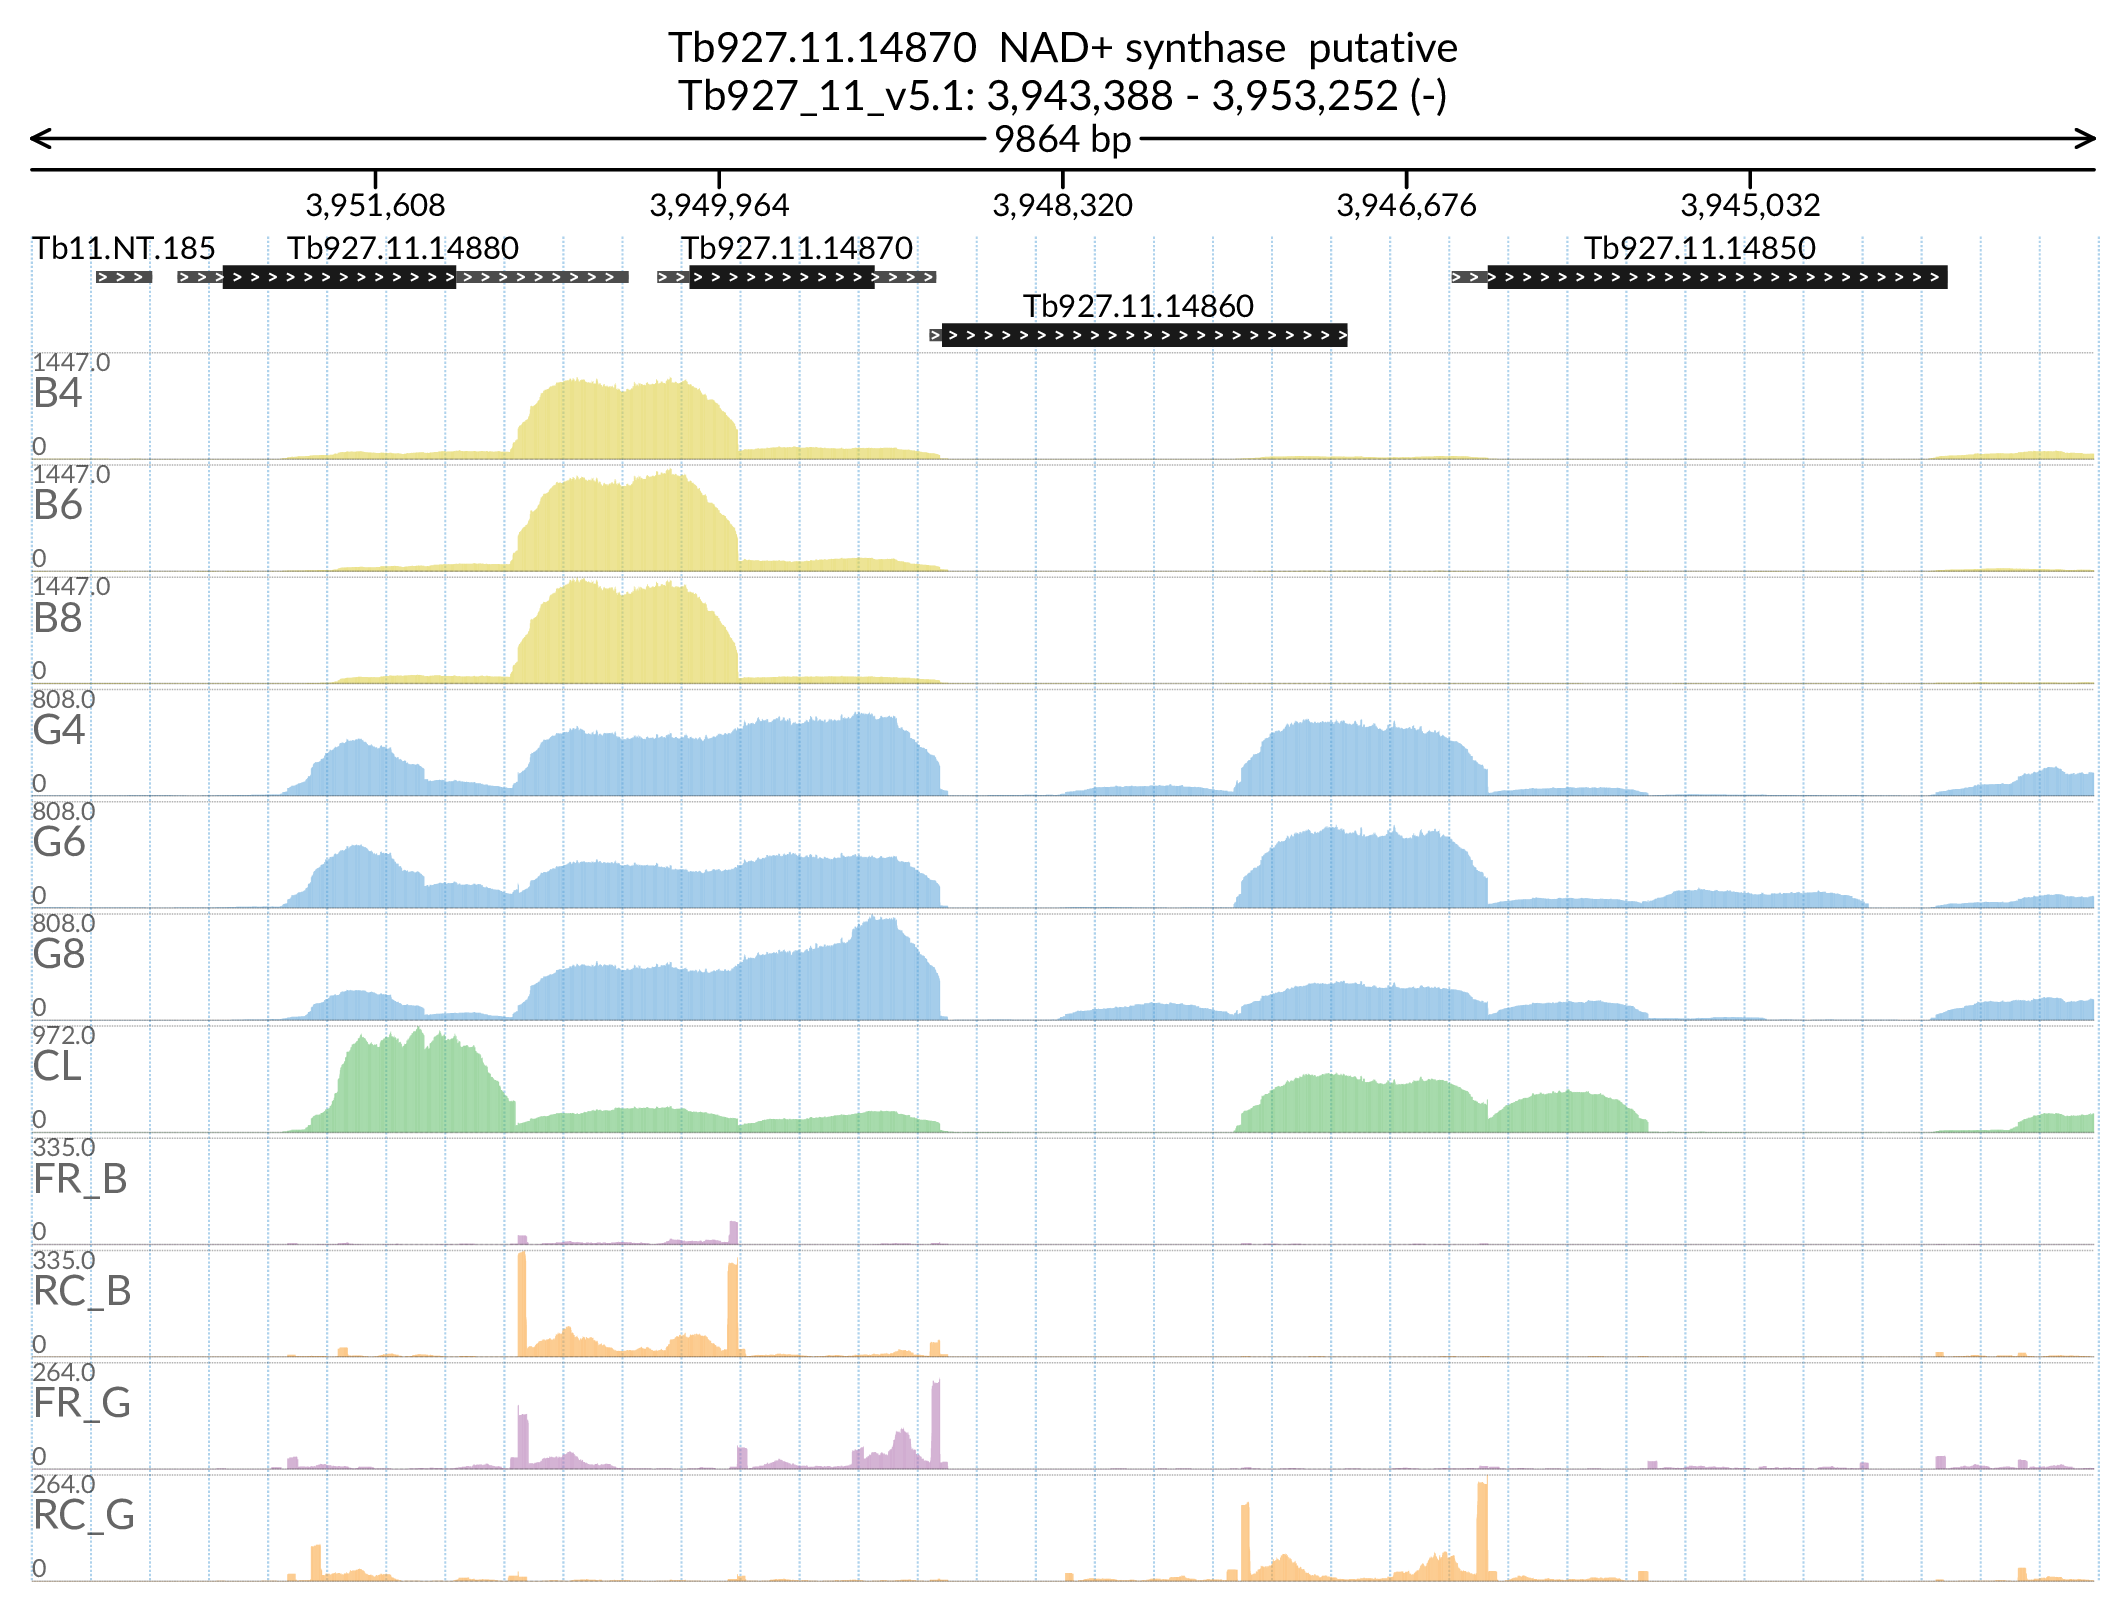 Tb927.11.14870 NAD+ synthase putative
Tb927_11_v5.1: 3,943,388 - 3,953,252 (-)
9864 bp
3,951,608 3,949,964 3,948,320 3,946,676 3,945,032
Tb11.NT.185 Tb927.11.14880 Tb927.11.14870 Tb927.11.14850
Tb927.11.14860
1447.0
B4
0
1447.0
B6
0
1447.0
B8
0
808.0
G4
0
808.0
G6
0
808.0
G8
0
972.0
CL
0
335.0
FR_B
0
335.0
RC_B
0
264.0
FR_G
0
264.0
RC_G
0